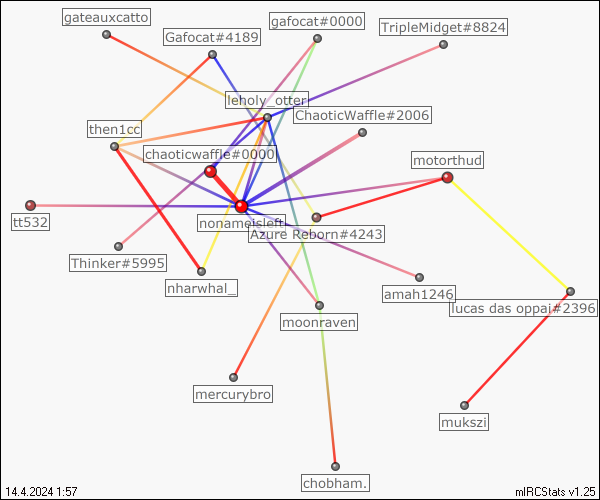 gateauxcatto
gafocat#0000
TripleMidget#8824
Gafocat#4189
leholy_otter
ChaoticWaffle#2006
then1cc
chaoticwaffle#0000
motorthud
tt532
nonameisleft
Azure Reborn#4243
Thinker#5995
nharwhal_
amah1246
lucas das oppai#2396
moonraven
mercurybro
mukszi
chobham.
14.4.2024 1:57
mIRCStats v1.25